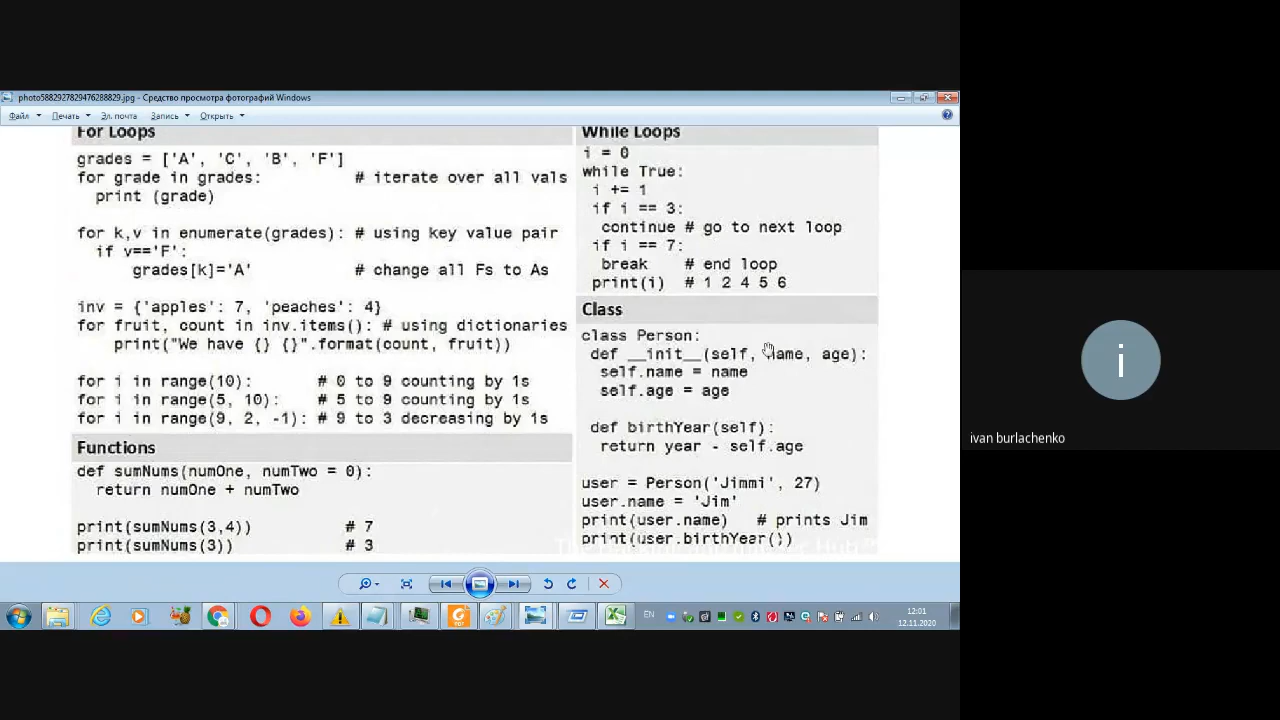 photo5882927829476288829.jpg - Средство просмотра фотографий Windows
Файл Печать Эл. почта Запись Открыть
For Loops
grades = ['A', 'C', 'B', 'F']
for grade in grades: # iterate over all vals
print (grade)
for k,v in enumerate(grades): # using key value pair
if v=='F':
grades[k]='A' # change all Fs to As
inv = {'apples': 7, 'peaches': 4}
for fruit, count in inv.items(): # using dictionaries
print("We have {} {}".format(count, fruit))
for i in range(10): # 0 to 9 counting by 1s
for i in range(5, 10): # 5 to 9 counting by 1s
for i in range(9, 2, -1): # 9 to 3 decreasing by 1s
Functions
def sumNums(numOne, numTwo = 0):
return numOne + numTwo
print(sumNums(3,4)) # 7
print(sumNums(3)) # 3
While Loops
i = 0
while True:
i += 1
if i == 3:
continue # go to next loop
if i == 7:
break # end loop
print(i) # 1 2 4 5 6
Class
class Person:
def __init__(self, name, age):
self.name = name
self.age = age
def birthYear(self):
return year - self.age
user = Person('Jimmi', 27)
user.name = 'Jim'
print(user.name) # prints Jim
print(user.birthYear())
i
ivan burlachenko
EN
12:01
12.11.2020